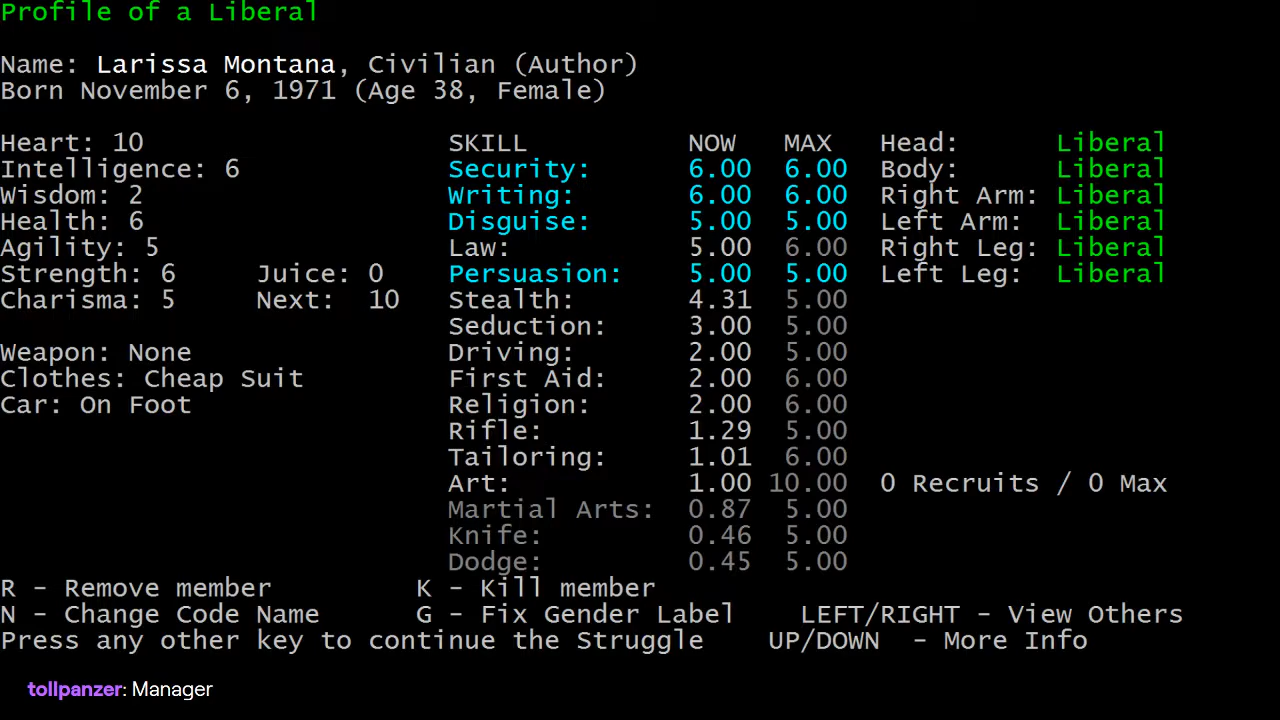 Profile of a Liberal
Name: Larissa Montana, Civilian (Author)
Born November 6, 1971 (Age 38, Female)
Heart: 10 SKILL NOW MAX Head: Liberal
Intelligence: 6 Security: 6.00 6.00 Body: Liberal
Wisdom: 2 Writing: 6.00 6.00 Right Arm: Liberal
Health: 6 Disguise: 5.00 5.00 Left Arm: Liberal
Agility: 5 Law: 5.00 6.00 Right Leg: Liberal
Strength: 6 Juice: 0 Persuasion: 5.00 5.00 Left Leg: Liberal
Charisma: 5 Next: 10 Stealth: 4.31 5.00
Seduction: 3.00 5.00
Weapon: None Driving: 2.00 5.00
Clothes: Cheap Suit First Aid: 2.00 6.00
Car: On Foot Religion: 2.00 6.00
Rifle: 1.29 5.00
Tailoring: 1.01 6.00
Art: 1.00 10.00 0 Recruits / 0 Max
Martial Arts: 0.87 5.00
Knife: 0.46 5.00
Dodge: 0.45 5.00
R - Remove member K - Kill member
N - Change Code Name G - Fix Gender Label LEFT/RIGHT - View Others
Press any other key to continue the Struggle UP/DOWN - More Info
tollpanzer: Manager